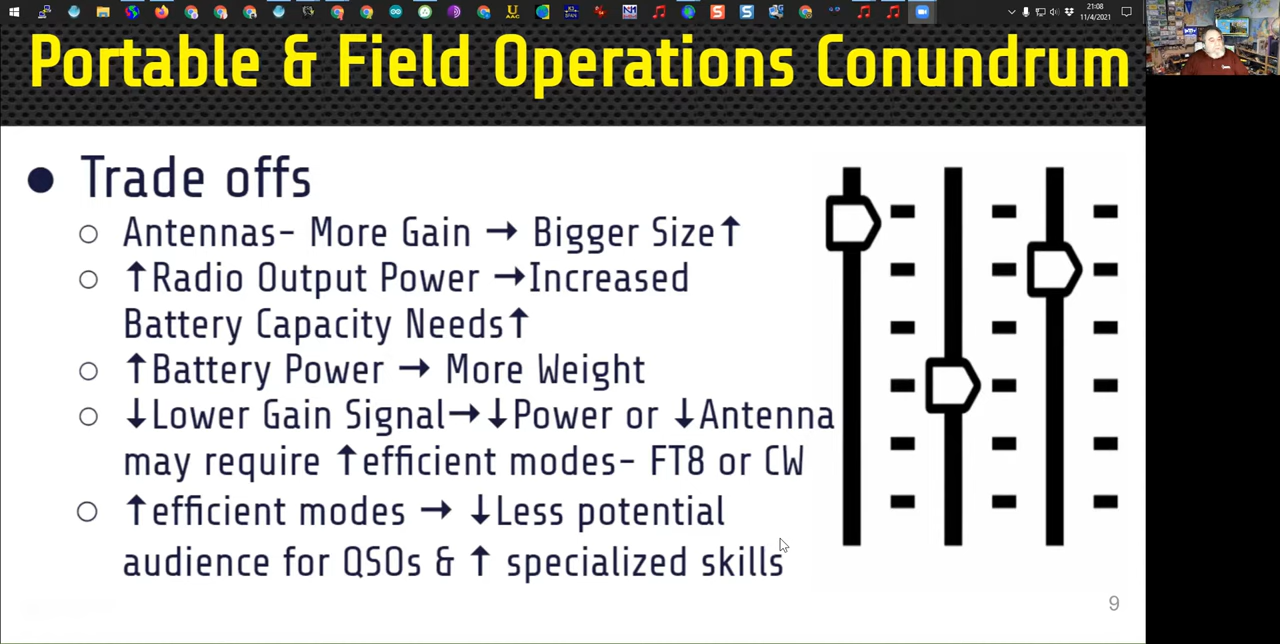 21:08
11/4/2021
Portable & Field Operations Conundrum
● Trade offs
○ Antennas- More Gain → Bigger Size↑
○ ↑Radio Output Power →Increased
Battery Capacity Needs↑
○ ↑Battery Power → More Weight
○ ↓Lower Gain Signal→↓Power or ↓Antenna
may require ↑efficient modes- FT8 or CW
○ ↑efficient modes → ↓Less potential
audience for QSOs & ↑ specialized skills
9